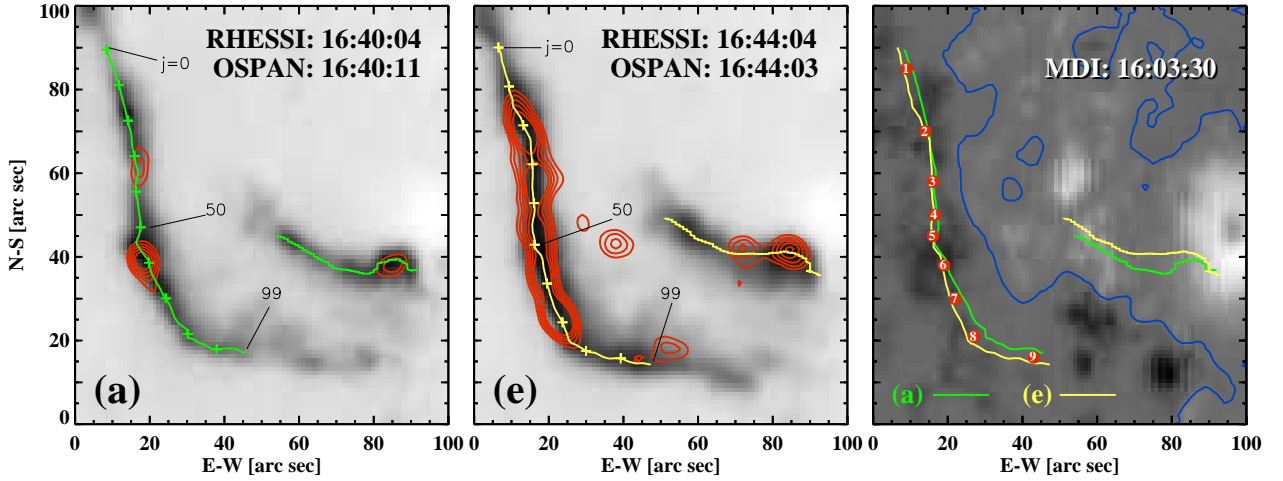 RHESSI: 16:40:04
OSPAN: 16:40:11
j=0
50
99
(a)
100
80
60
40
20
0
N-S [arc sec]
0 20 40 60 80 100
E-W [arc sec]
RHESSI: 16:44:04
OSPAN: 16:44:03
j=0
50
99
(e)
0 20 40 60 80 100
E-W [arc sec]
MDI: 16:03:30
1
2
3
4
5
6
7
8
9
(a)
(e)
0 20 40 60 80 100
E-W [arc sec]